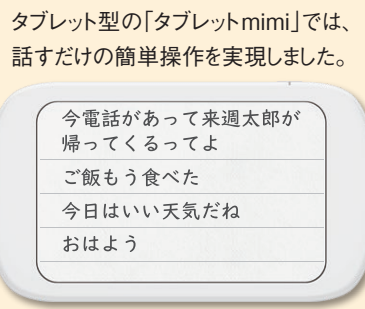 タブレット型の「タブレットmimi」では、
話すだけの簡単操作を実現しました。
今電話があって来週太郎が
帰ってくるってよ
ご飯もう食べた
今日はいい天気だね
おはよう